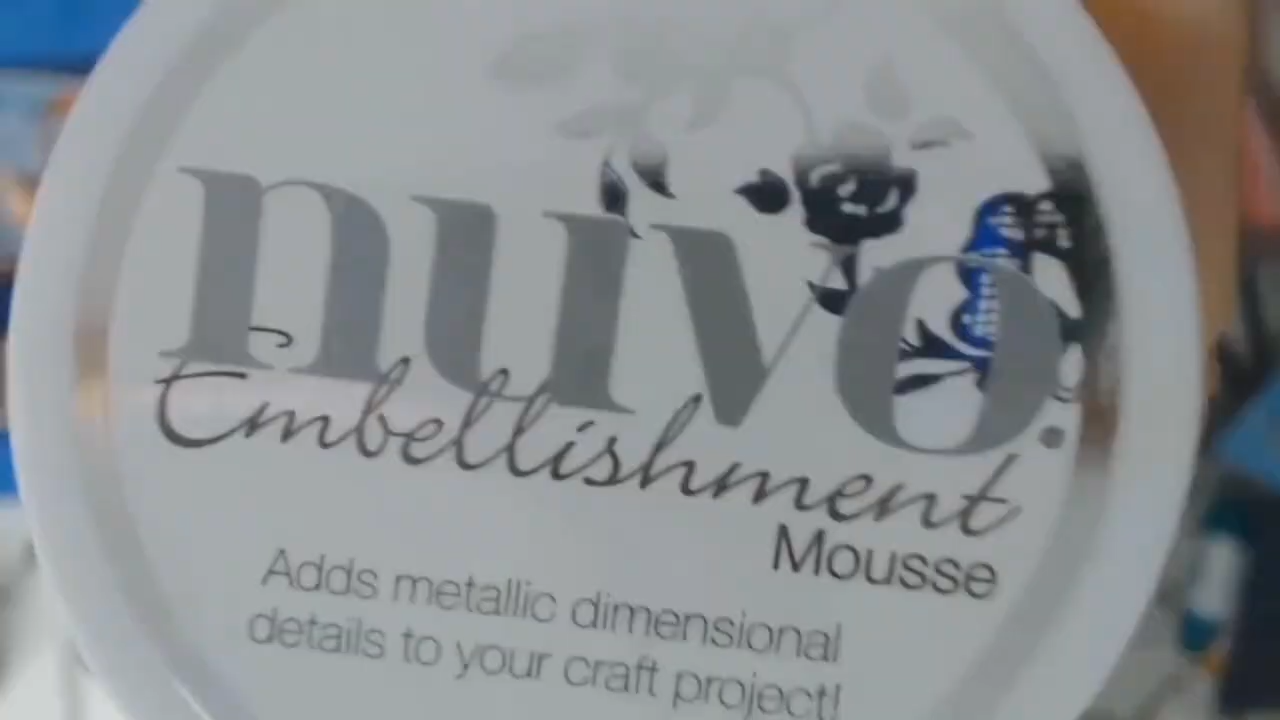 nuvo.
Embellishment
Mousse
Adds metallic dimensional
details to your craft project!